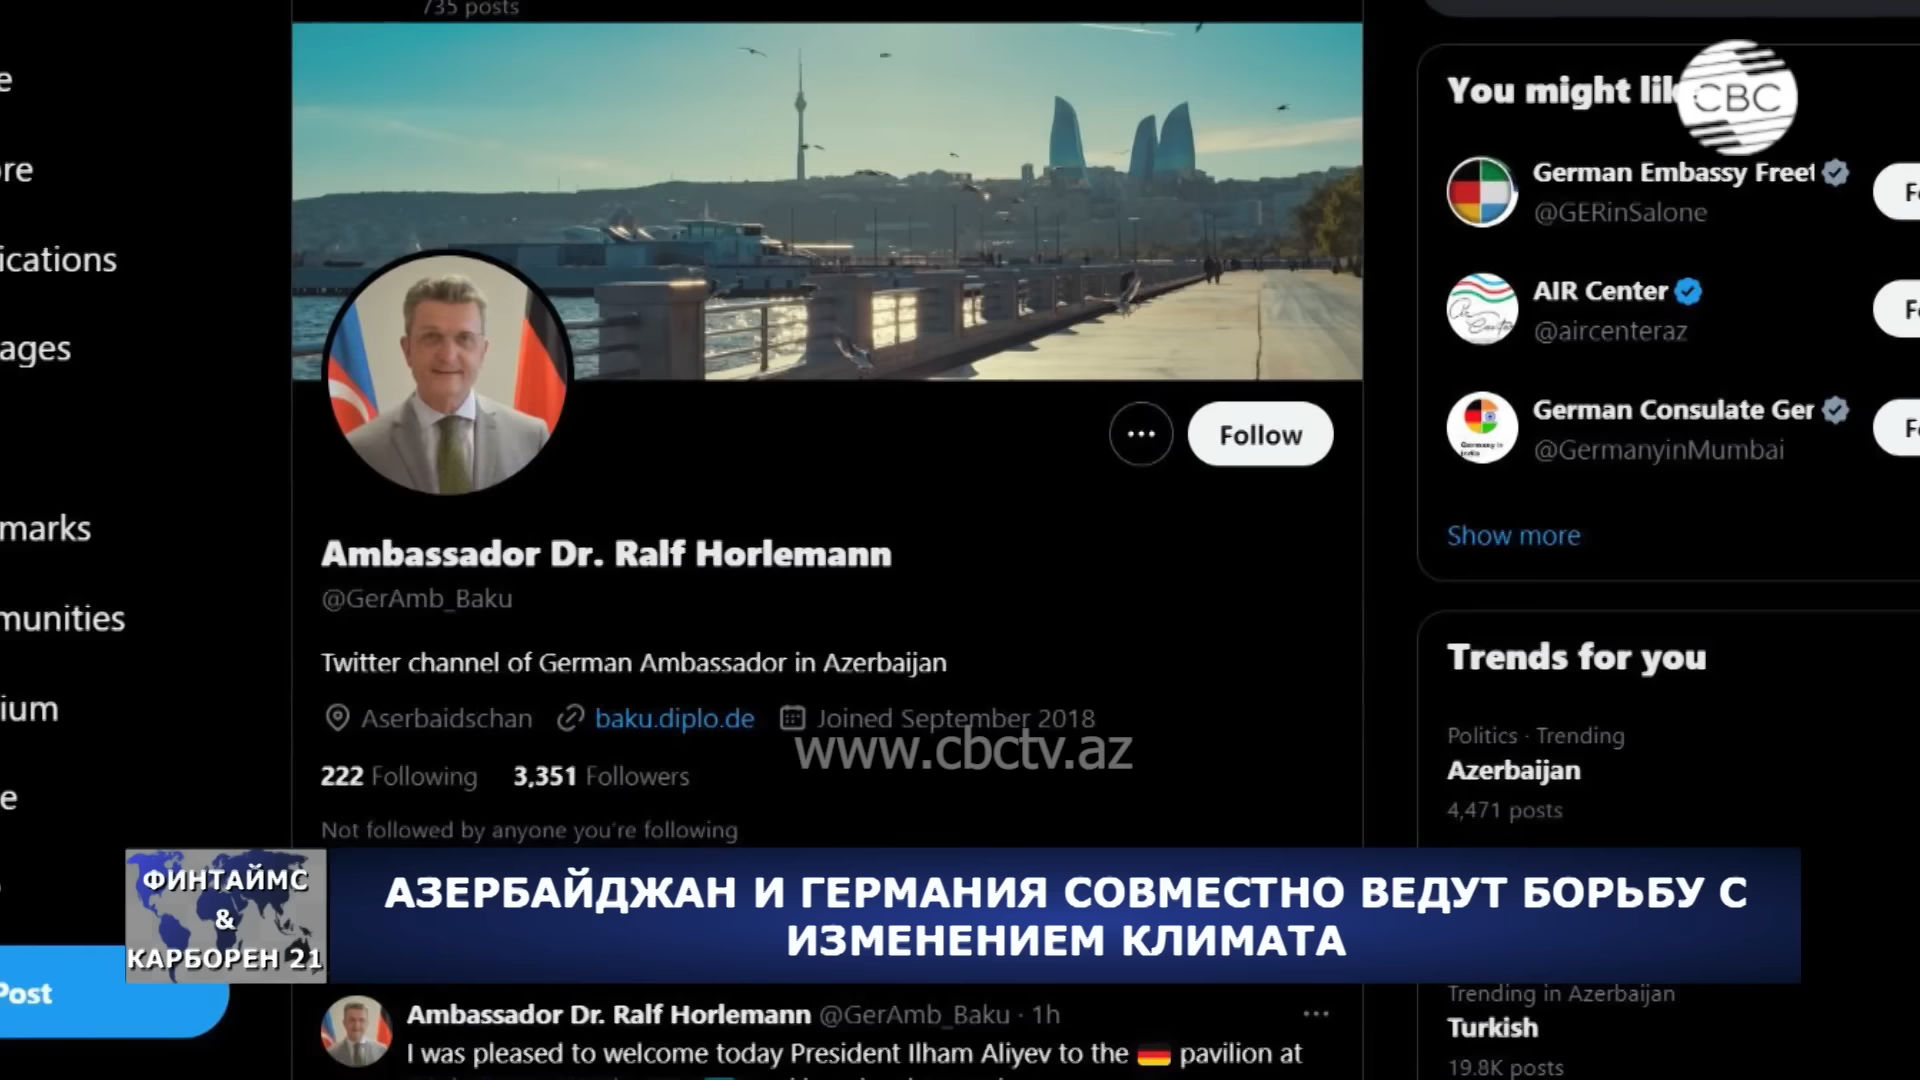 735 posts
e
re
ications
ages
marks
munities
ium
e
Post
Follow
Ambassador Dr. Ralf Horlemann
@GerAmb_Baku
Twitter channel of German Ambassador in Azerbaijan
Aserbaidschan baku.diplo.de Joined September 2018
www.cbctv.az
222 Following 3,351 Followers
Not followed by anyone you're following
Ambassador Dr. Ralf Horlemann @GerAmb_Baku · 1h
I was pleased to welcome today President Ilham Aliyev to the pavilion at
You might lik
CBC
German Embassy Freet
@GERinSalone
AIR Center
@aircenteraz
German Consulate Ger
@GermanyinMumbai
Show more
Trends for you
Politics · Trending
Azerbaijan
4,471 posts
Trending in Azerbaijan
Turkish
19.8K posts
ФИНТАЙМС
&
КАРБОРЕН 21
АЗЕРБАЙДЖАН И ГЕРМАНИЯ СОВМЕСТНО ВЕДУТ БОРЬБУ С
ИЗМЕНЕНИЕМ КЛИМАТА